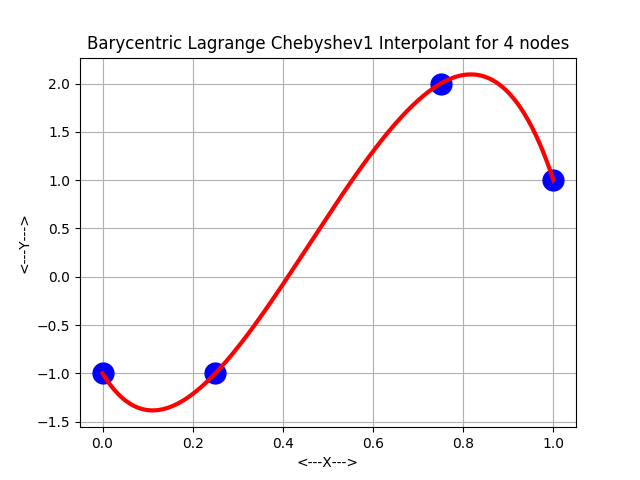 Barycentric Lagrange Chebyshev1 Interpolant for 4 nodes
2.0
1.5
1.0
0.5
0.0
−0.5
−1.0
−1.5
<---Y--->
0.0 0.2 0.4 0.6 0.8 1.0
<---X--->